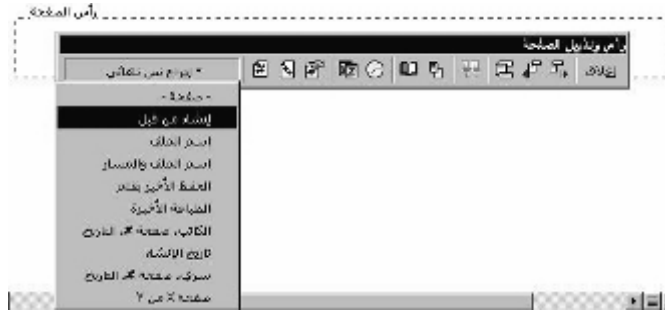 رأس الصفحة
رأس وتذييل الصفحة
إغلاق
إدراج نص تلقائي
- صفحة -
إنشاء من قبل
اسم الملف
اسم الملف والمسار
الحفظ الأخير بقلم
الطباعة الأخيرة
الكاتب، صفحة #، التاريخ
تاريخ الإنشاء
سري، صفحة #، التاريخ
صفحة X من Y